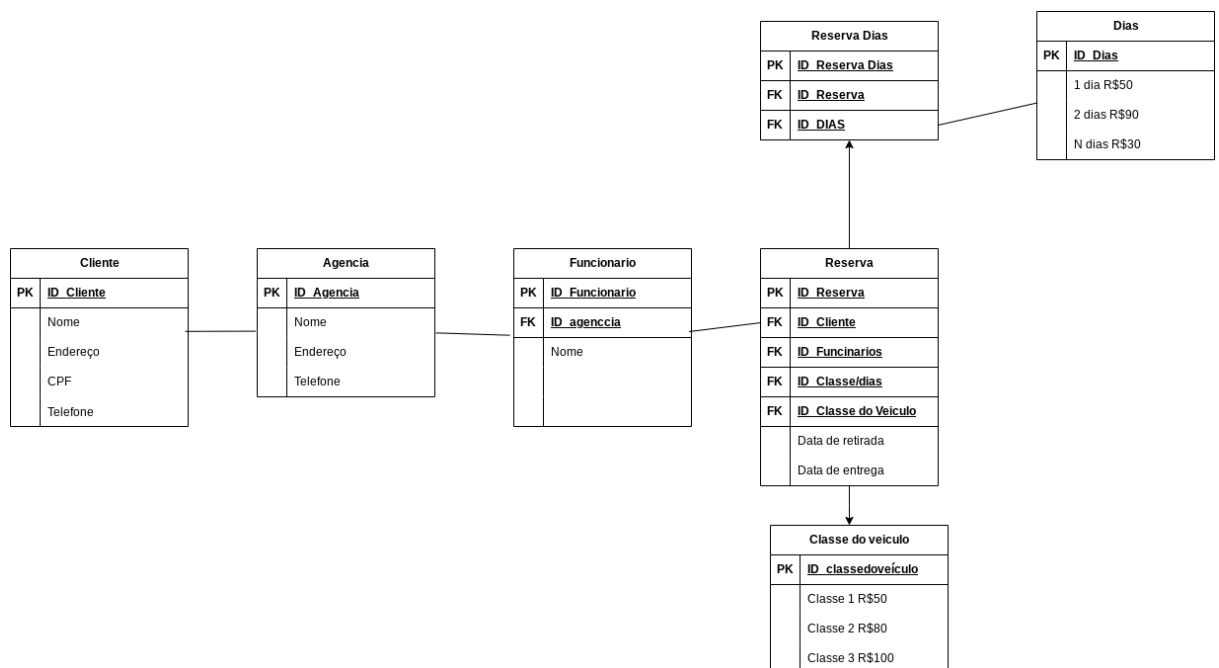 Reserva Dias
PK ID_Reserva Dias
FK ID_Reserva
FK ID_DIAS
Dias
PK ID_Dias
1 dia R$50
2 dias R$90
N dias R$30
Cliente
PK ID_Cliente
Nome
Endereço
CPF
Telefone
Agencia
PK ID_Agencia
Nome
Endereço
Telefone
Funcionario
PK ID_Funcionario
FK ID_agenccia
Nome
Reserva
PK ID_Reserva
FK ID_Cliente
FK ID_Funcinarios
FK ID_Classe/dias
FK ID_Classe do Veiculo
Data de retirada
Data de entrega
Classe do veiculo
PK ID_classedoveículo
Classe 1 R$50
Classe 2 R$80
Classe 3 R$100